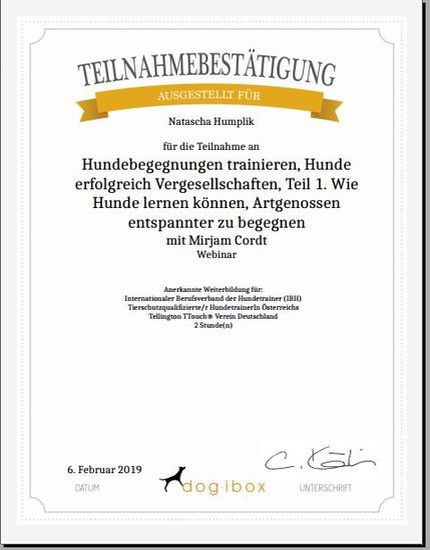 TEILNAHMEBESTÄTIGUNG
AUSGESTELLT FÜR
Natascha Humplik
für die Teilnahme an
Hundebegegnungen trainieren, Hunde
erfolgreich Vergesellschaften, Teil 1. Wie
Hunde lernen können, Artgenossen
entspannter zu begegnen
mit Mirjam Cordt
Webinar
Anerkannte Weiterbildung für:
Internationaler Berufsverband der Hundetrainer (IBH)
Tierschutzqualifizierte/r HundetrainerIn Österreichs
Tellington TTouch® Verein Deutschland
2 Stunde(n)
6. Februar 2019
DATUM
dog·ibox
UNTERSCHRIFT